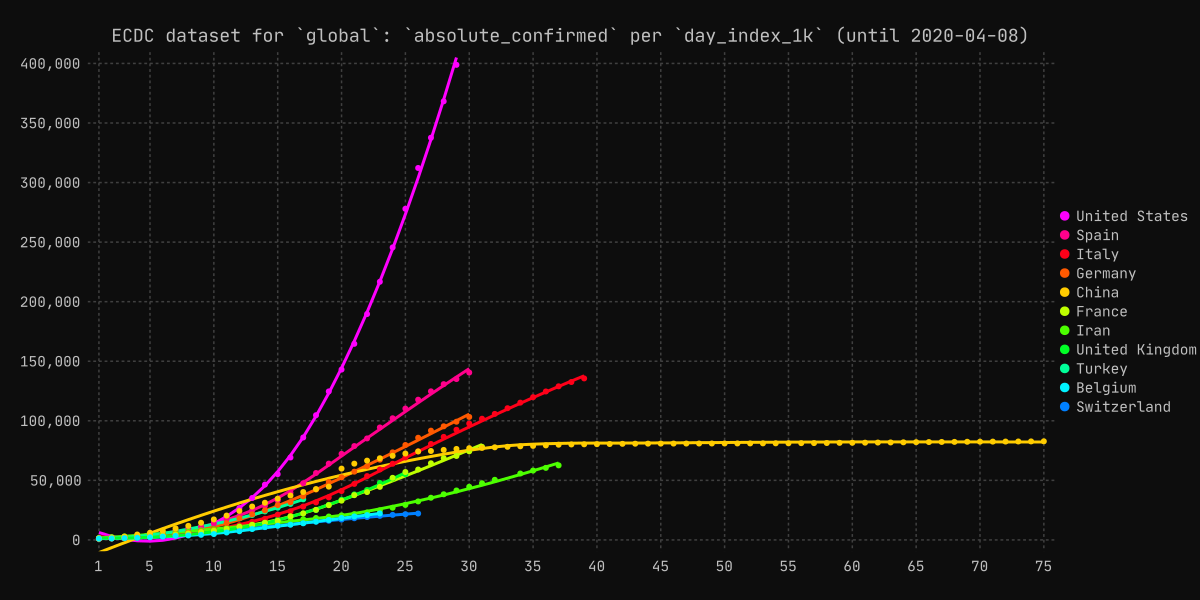 ECDC dataset for `global`: `absolute_confirmed` per `day_index_1k` (until 2020-04-08)
400,000
350,000
300,000
250,000
200,000
150,000
100,000
50,000
0
1 5 10 15 20 25 30 35 40 45 50 55 60 65 70 75
United States
Spain
Italy
Germany
China
France
Iran
United Kingdom
Turkey
Belgium
Switzerland